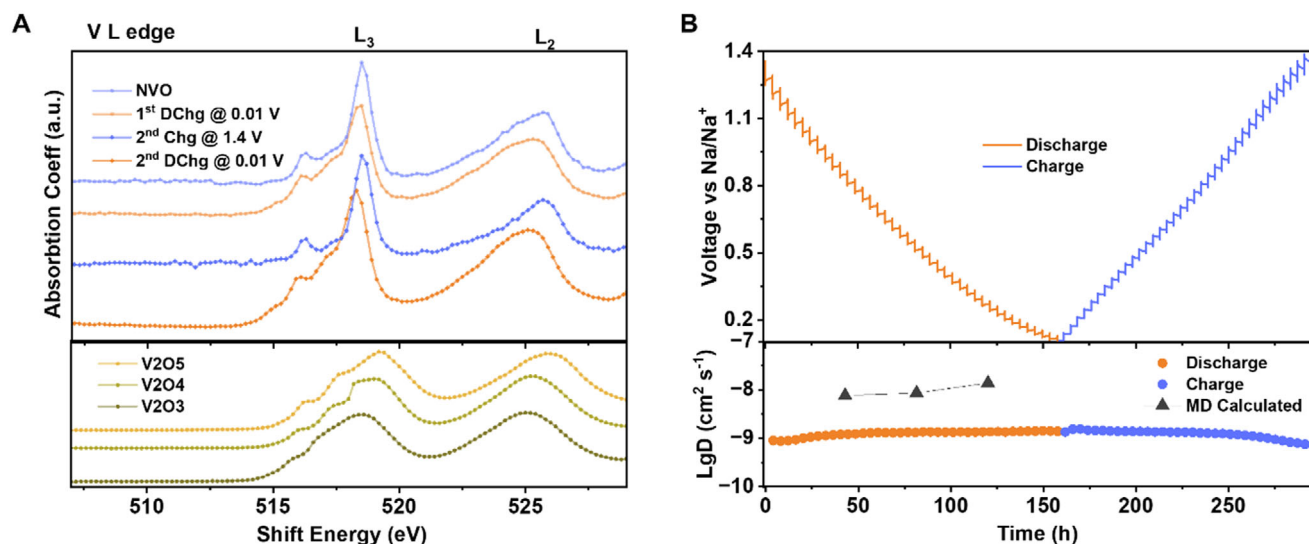 A
V L edge
L₃
L₂
NVO
1ˢᵗ DChg @ 0.01 V
2ⁿᵈ Chg @ 1.4 V
2ⁿᵈ DChg @ 0.01 V
V2O5
V2O4
V2O3
Absorbtion Coeff (a.u.)
510
515
520
525
Shift Energy (eV)
B
1.4
1.1
0.8
0.5
0.2
Voltage vs Na/Na⁺
Discharge
Charge
−7
−8
−9
−10
LgD (cm² s⁻¹)
Discharge
Charge
MD Calculated
0
50
100
150
200
250
Time (h)